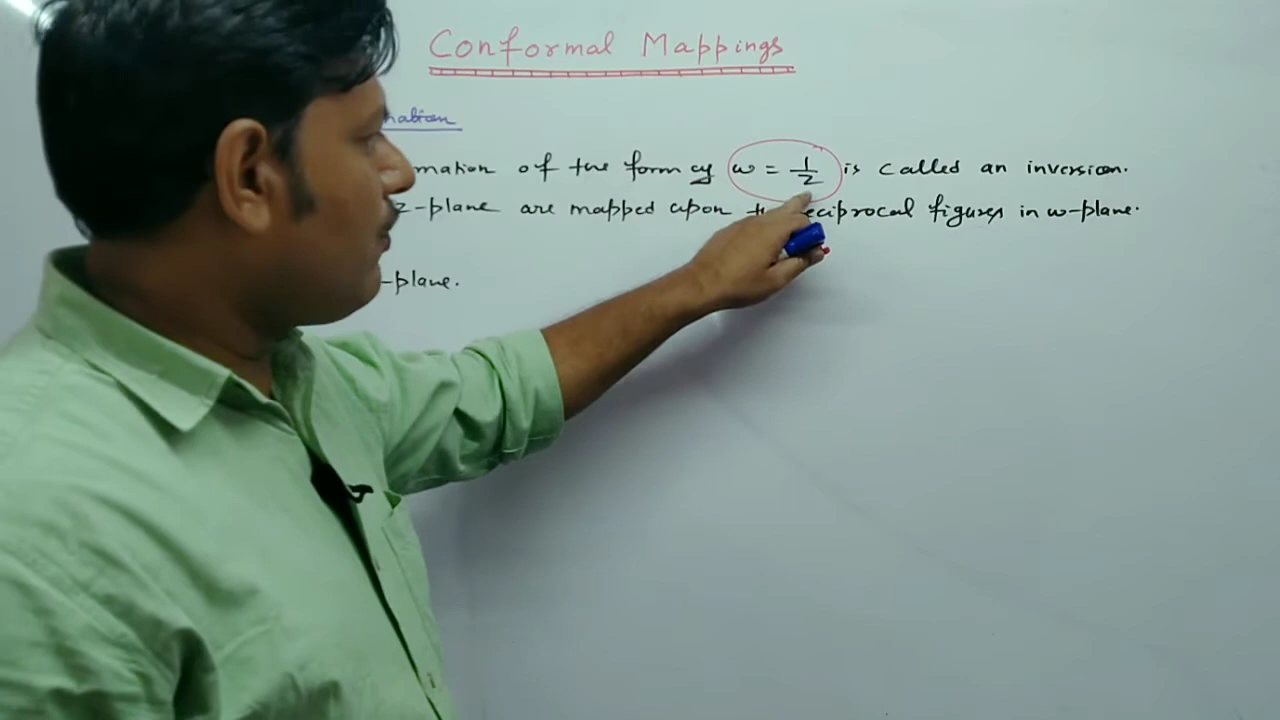 Conformal Mappings
mation
mation of the form of w = 1/z is called an inversion.
z-plane are mapped upon the reciprocal figures in w-plane.
-plane.